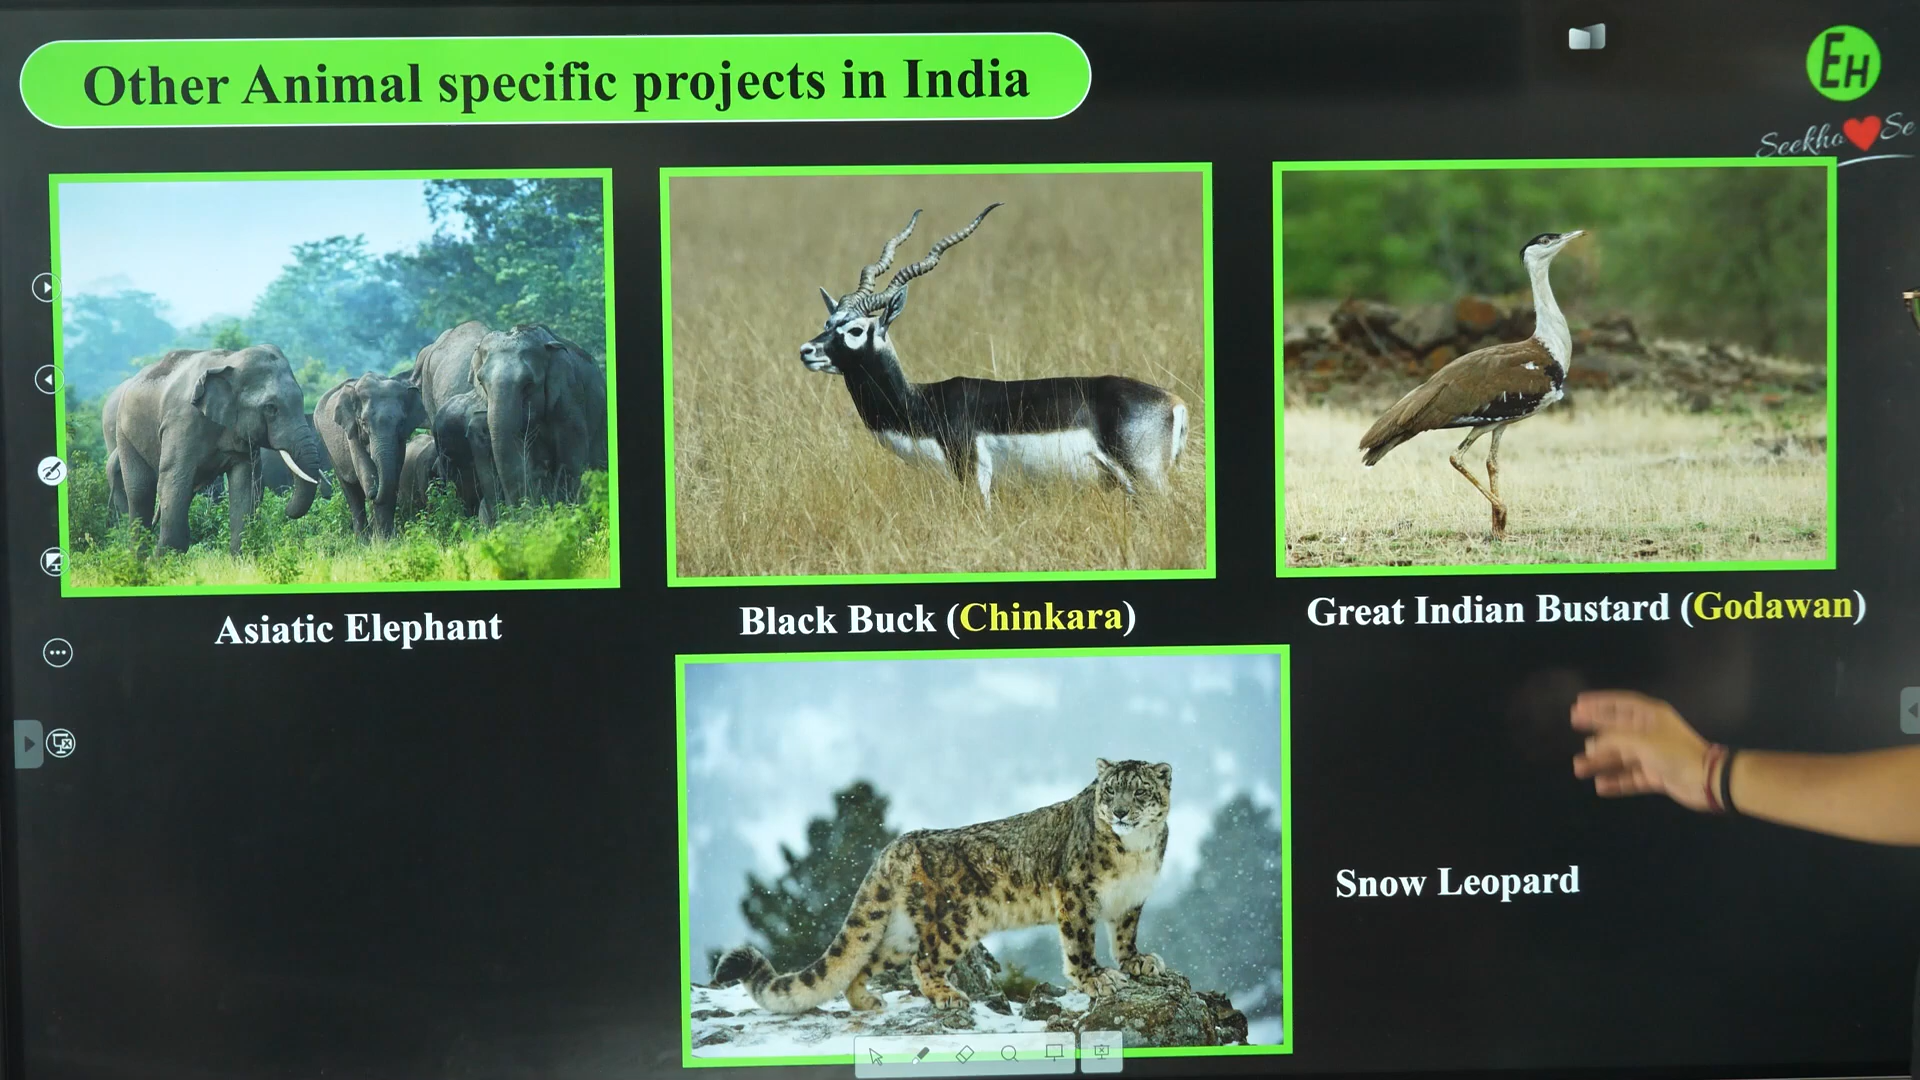 Other Animal specific projects in India
EH
Seekho ❤ Se
Asiatic Elephant
Black Buck (Chinkara)
Great Indian Bustard (Godawan)
Snow Leopard